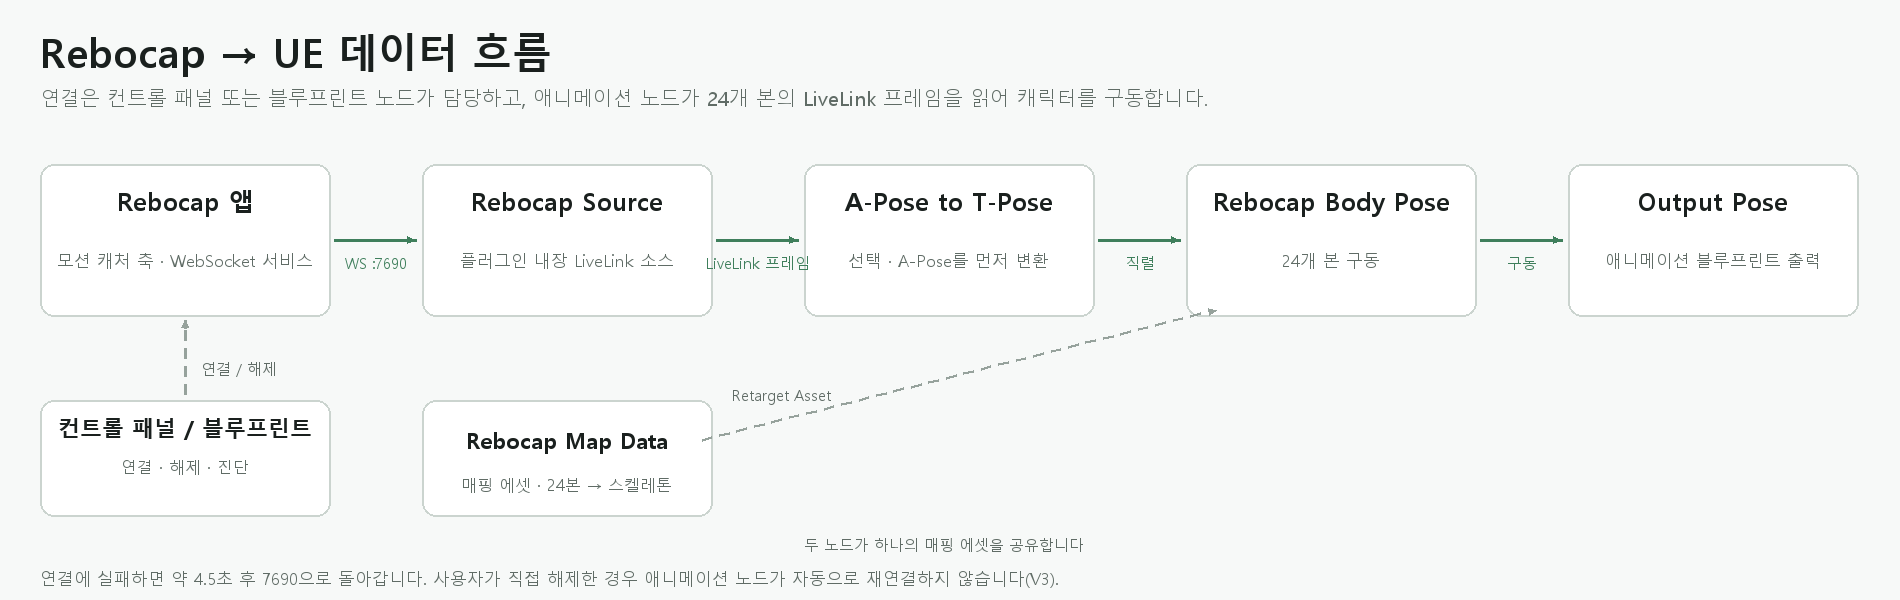 Rebocap → UE 데이터 흐름
연결은 컨트롤 패널 또는 블루프린트 노드가 담당하고, 애니메이션 노드가 24개 본의 LiveLink 프레임을 읽어 캐릭터를 구동합니다.
Rebocap 앱
모션 캐처 축 · WebSocket 서비스
WS :7690
Rebocap Source
플러그인 내장 LiveLink 소스
LiveLink 프레임
A-Pose to T-Pose
선택 · A-Pose를 먼저 변환
직렬
Rebocap Body Pose
24개 본 구동
구동
Output Pose
애니메이션 블루프린트 출력
연결 / 해제
컨트롤 패널 / 블루프린트
연결 · 해제 · 진단
Retarget Asset
Rebocap Map Data
매핑 에셋 · 24본 → 스켈레톤
두 노드가 하나의 매핑 에셋을 공유합니다
연결에 실패하면 약 4.5초 후 7690으로 돌아갑니다. 사용자가 직접 해제한 경우 애니메이션 노드가 자동으로 재연결하지 않습니다(V3).